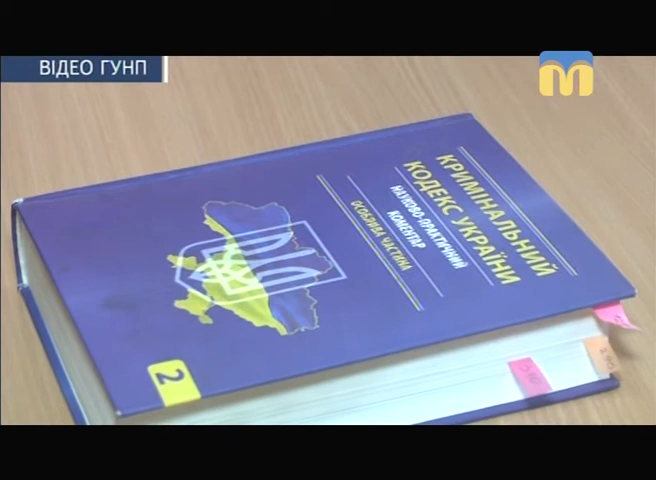 ВІДЕО ГУНП
КРИМІНАЛЬНИЙ
КОДЕКС УКРАЇНИ
НАУКОВО-ПРАКТИЧНИЙ
КОМЕНТАР
ОСОБЛИВА ЧАСТИНА
2